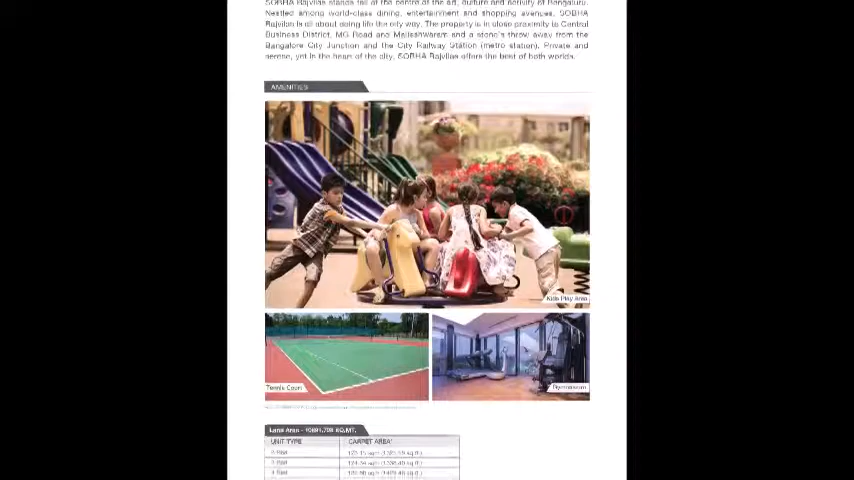 SOBHA Rajvilas stands tall at the centre of the art, culture and activity of Bengaluru.
Nestled among world-class dining, entertainment and shopping avenues, SOBHA
Rajvilas is all about doing life the city way. The property is in close proximity to Central
Business District, MG Road and Malleshwaram and a stone's throw away from the
Bangalore City Junction and the City Railway Station (metro station). Private and
serene, yet in the heart of the city, SOBHA Rajvilas offers the best of both worlds.
AMENITIES
Kids Play Area
Tennis Court
Gymnasium
Land Area - SQ.MT.
UNIT TYPE CARPET AREA*